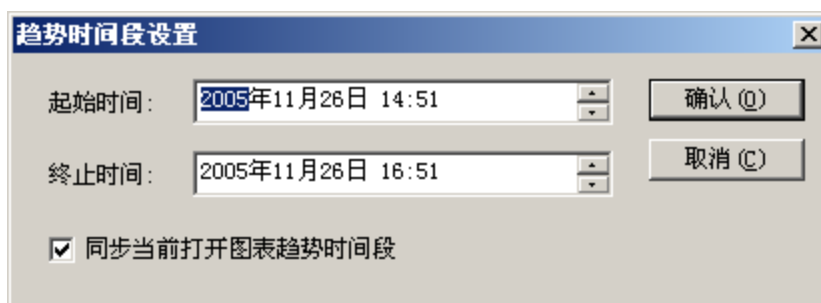 趋势时间段设置
起始时间: 2005年11月26日 14:51 确认(O)
终止时间: 2005年11月26日 16:51 取消(C)
同步当前打开图表趋势时间段